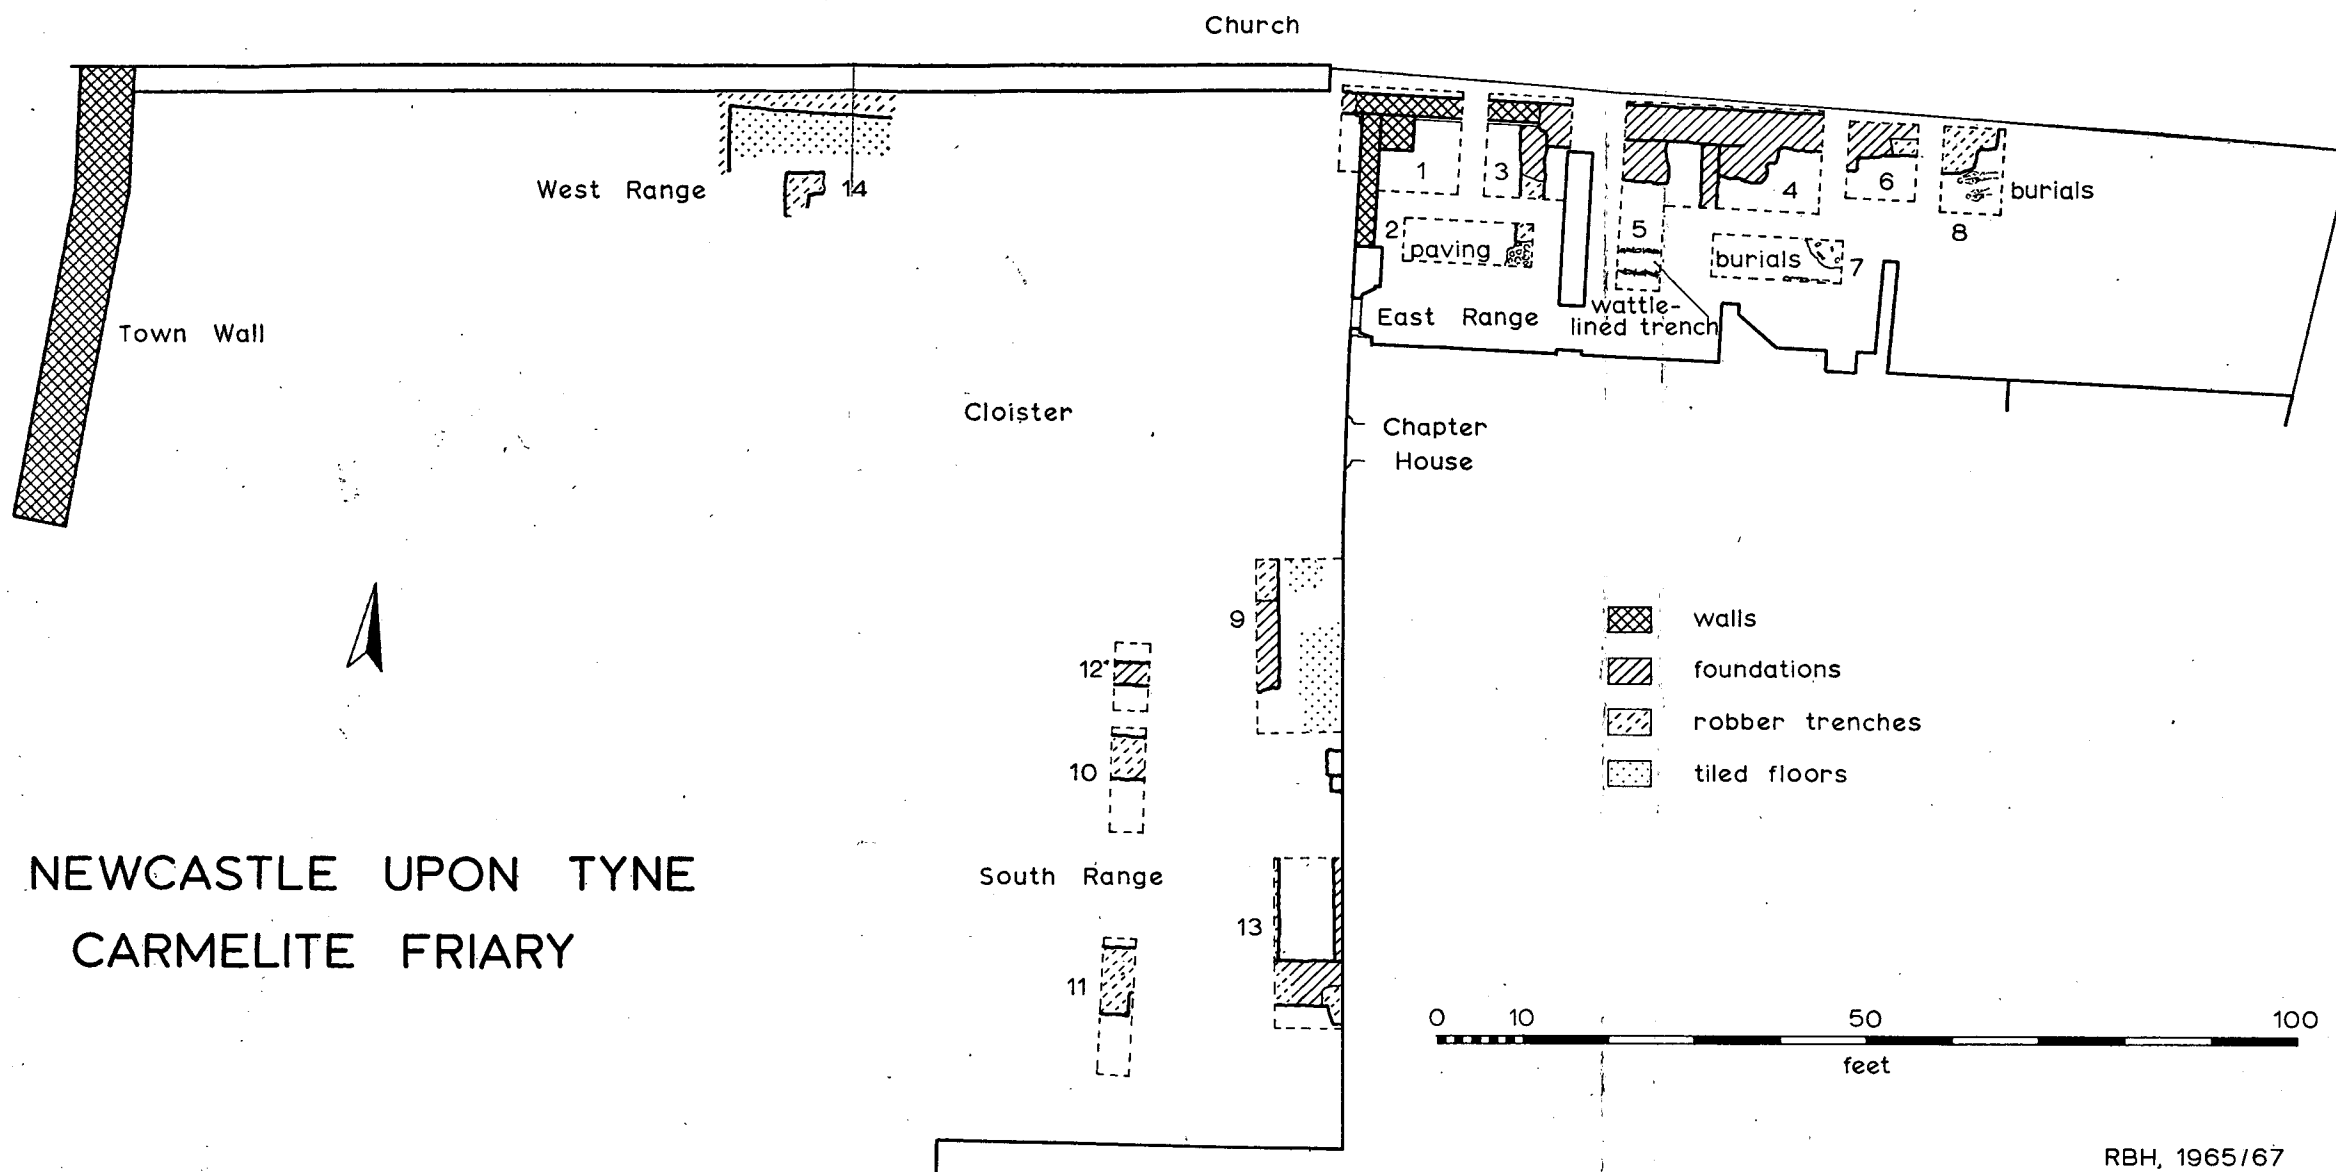 Church
West Range
14
1
3
4
6
burials
2
paving
5
burials
7
8
Town Wall
East Range
wattle-
lined trench
Cloister
Chapter
House
9
12
10
walls
foundations
robber trenches
tiled floors
NEWCASTLE UPON TYNE
CARMELITE FRIARY
South Range
13
11
0 10 50 100
feet
RBH, 1965/67